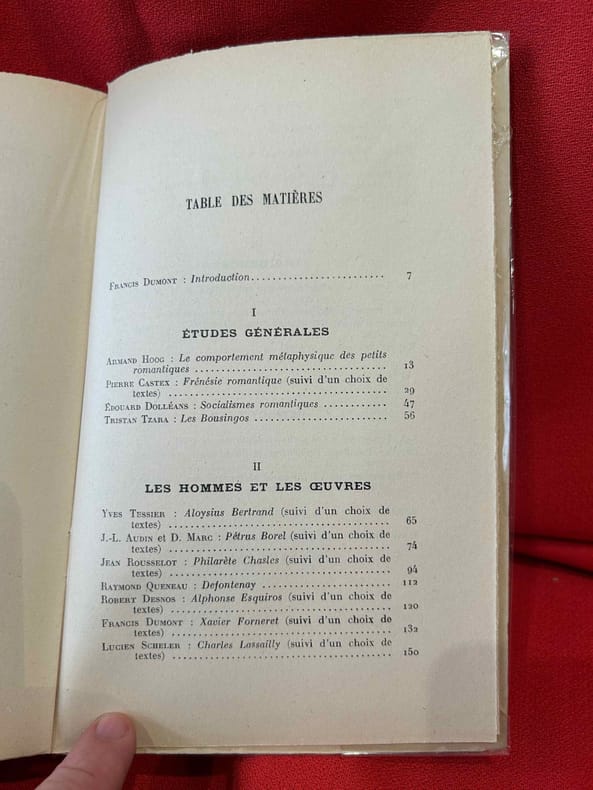 TABLE DES MATIÈRES
FRANCIS DUMONT : Introduction........................ 7
I
ÉTUDES GÉNÉRALES
ARMAND HOOG : Le comportement métaphysique des petits
romantiques .................................... 13
PIERRE CASTEX : Frénésie romantique (suivi d'un choix de
textes) ......................................... 29
ÉDOUARD DOLLÉANS : Socialismes romantiques ............ 47
TRISTAN TZARA : Les Bousingos ......................... 56
II
LES HOMMES ET LES ŒUVRES
YVES TESSIER : Aloysius Bertrand (suivi d'un choix de
textes) ......................................... 65
J.-L. AUDIN et D. MARC : Pétrus Borel (suivi d'un choix de
textes) ......................................... 74
JEAN ROUSSELOT : Philarète Chasles (suivi d'un choix de
textes) ......................................... 94
RAYMOND QUENEAU : Defontenay ........................ 112
ROBERT DESNOS : Alphonse Esquiros (suivi d'un choix de
textes) ......................................... 120
FRANCIS DUMONT : Xavier Forneret (suivi d'un choix de
textes) ......................................... 132
LUCIEN SCHELER : Charles Lassailly (suivi d'un choix de
textes) ......................................... 150